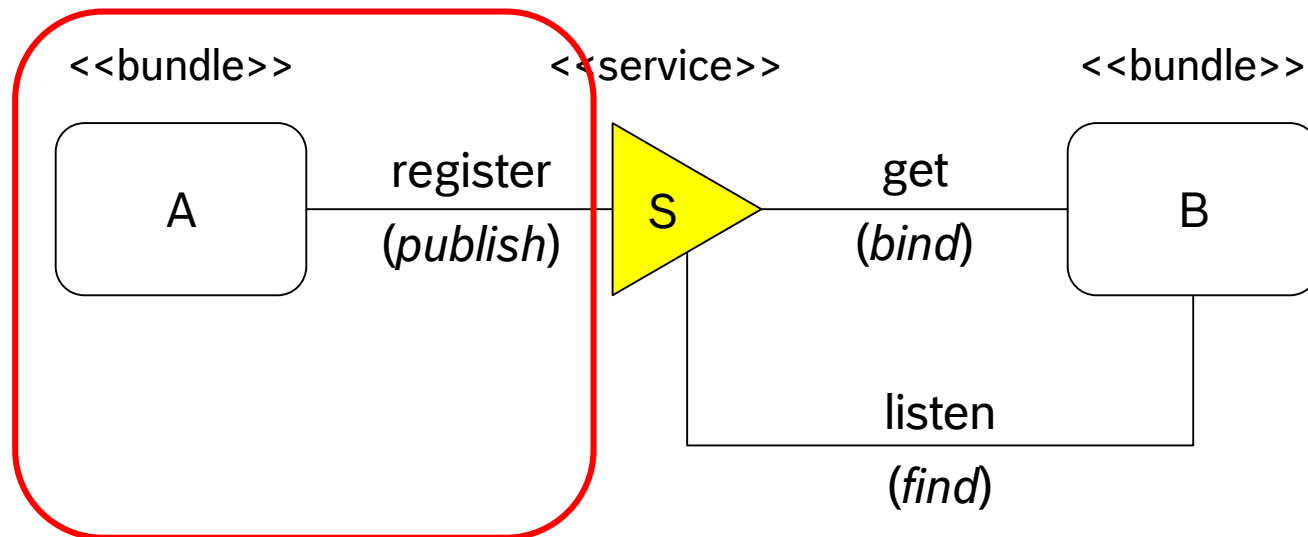 <<bundle>>
<<service>>
<<bundle>>
A
register
(publish)
S
get
(bind)
B
listen
(find)